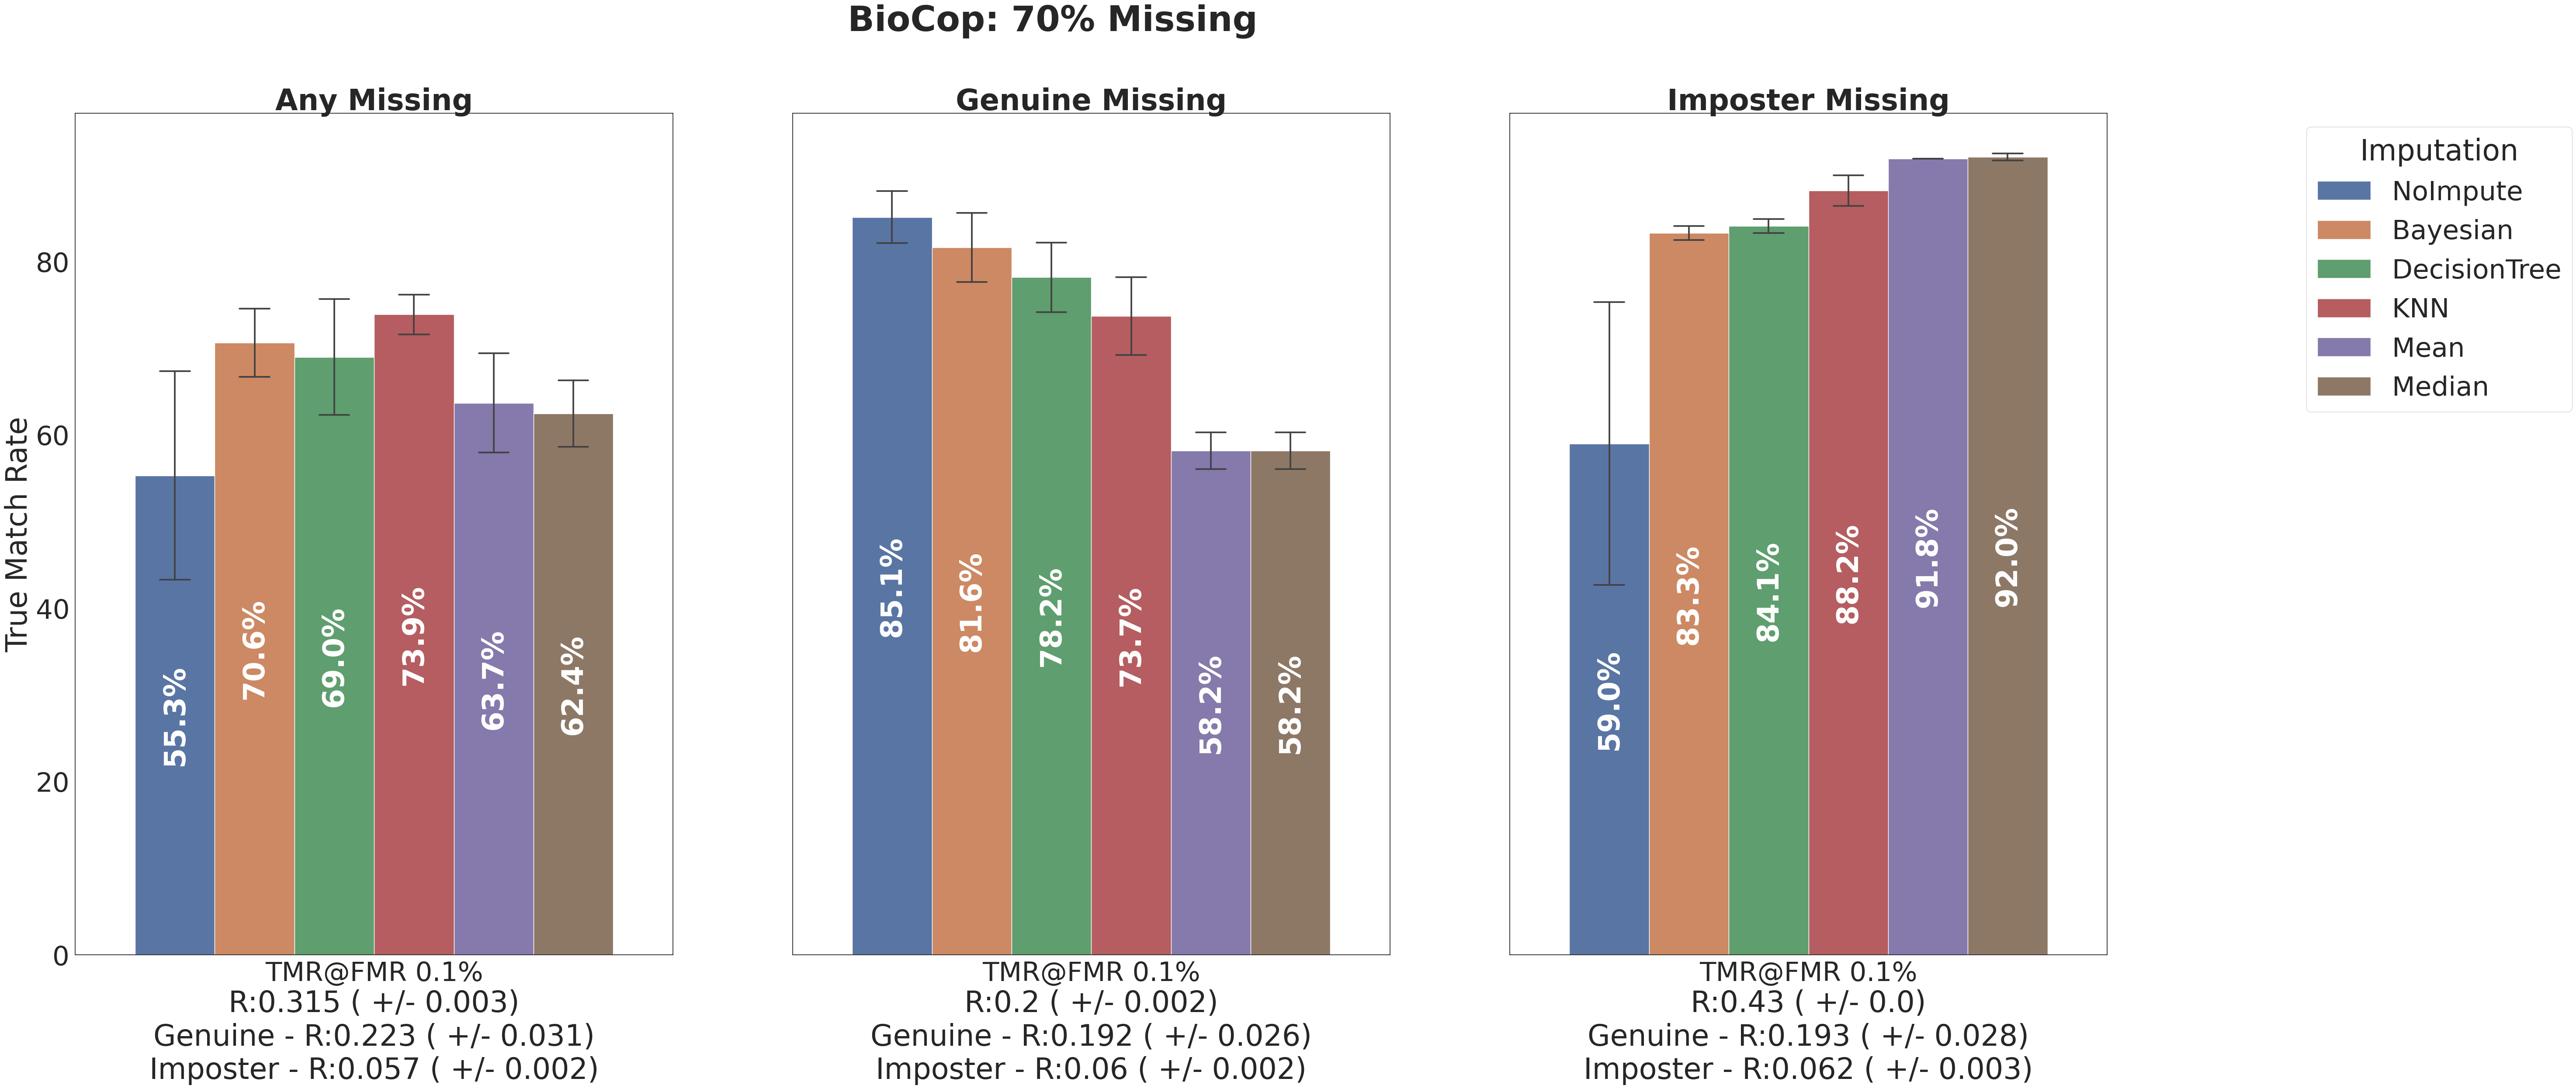 BioCop: 70% Missing
Any Missing
Genuine Missing
Imposter Missing
True Match Rate
80
60
40
20
0
55.3%
70.6%
69.0%
73.9%
63.7%
62.4%
85.1%
81.6%
78.2%
73.7%
58.2%
58.2%
59.0%
83.3%
84.1%
88.2%
91.8%
92.0%
TMR@FMR 0.1%
R:0.315 ( +/- 0.003)
Genuine - R:0.223 ( +/- 0.031)
Imposter - R:0.057 ( +/- 0.002)
TMR@FMR 0.1%
R:0.2 ( +/- 0.002)
Genuine - R:0.192 ( +/- 0.026)
Imposter - R:0.06 ( +/- 0.002)
TMR@FMR 0.1%
R:0.43 ( +/- 0.0)
Genuine - R:0.193 ( +/- 0.028)
Imposter - R:0.062 ( +/- 0.003)
Imputation
NoImpute
Bayesian
DecisionTree
KNN
Mean
Median